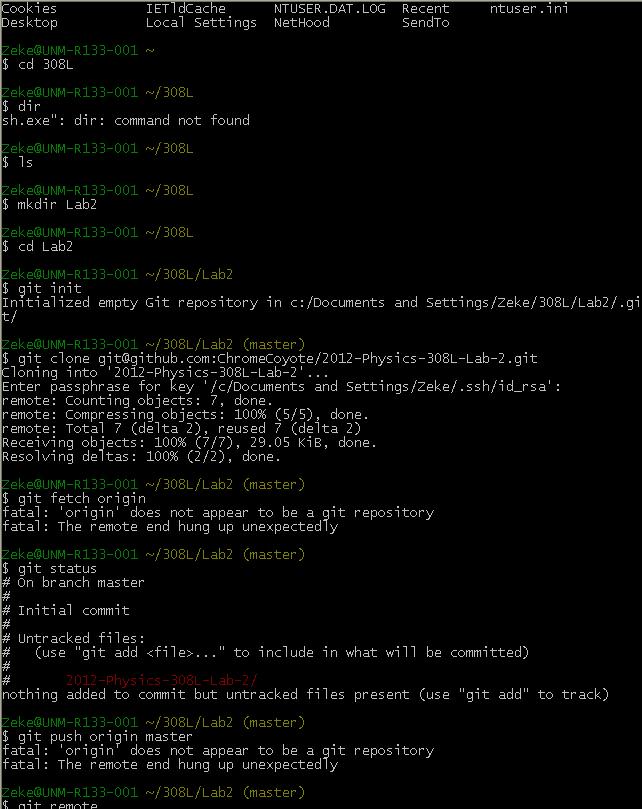 Cookies IETldCache NTUSER.DAT.LOG Recent ntuser.ini
Desktop Local Settings NetHood SendTo
Zeke@UNM-R133-001 ~
$ cd 308L
Zeke@UNM-R133-001 ~/308L
$ dir
sh.exe": dir: command not found
Zeke@UNM-R133-001 ~/308L
$ ls
Zeke@UNM-R133-001 ~/308L
$ mkdir Lab2
Zeke@UNM-R133-001 ~/308L
$ cd Lab2
Zeke@UNM-R133-001 ~/308L/Lab2
$ git init
Initialized empty Git repository in c:/Documents and Settings/Zeke/308L/Lab2/.gi
t/
Zeke@UNM-R133-001 ~/308L/Lab2 (master)
$ git clone git@github.com:ChromeCoyote/2012-Physics-308L-Lab-2.git
Cloning into '2012-Physics-308L-Lab-2'...
Enter passphrase for key '/c/Documents and Settings/Zeke/.ssh/id_rsa':
remote: Counting objects: 7, done.
remote: Compressing objects: 100% (5/5), done.
remote: Total 7 (delta 2), reused 7 (delta 2)
Receiving objects: 100% (7/7), 29.05 KiB, done.
Resolving deltas: 100% (2/2), done.
Zeke@UNM-R133-001 ~/308L/Lab2 (master)
$ git fetch origin
fatal: 'origin' does not appear to be a git repository
fatal: The remote end hung up unexpectedly
Zeke@UNM-R133-001 ~/308L/Lab2 (master)
$ git status
# On branch master
#
# Initial commit
#
# Untracked files:
#   (use "git add <file>..." to include in what will be committed)
#
#       2012-Physics-308L-Lab-2/
nothing added to commit but untracked files present (use "git add" to track)
Zeke@UNM-R133-001 ~/308L/Lab2 (master)
$ git push origin master
fatal: 'origin' does not appear to be a git repository
fatal: The remote end hung up unexpectedly
Zeke@UNM-R133-001 ~/308L/Lab2 (master)
$ git remote